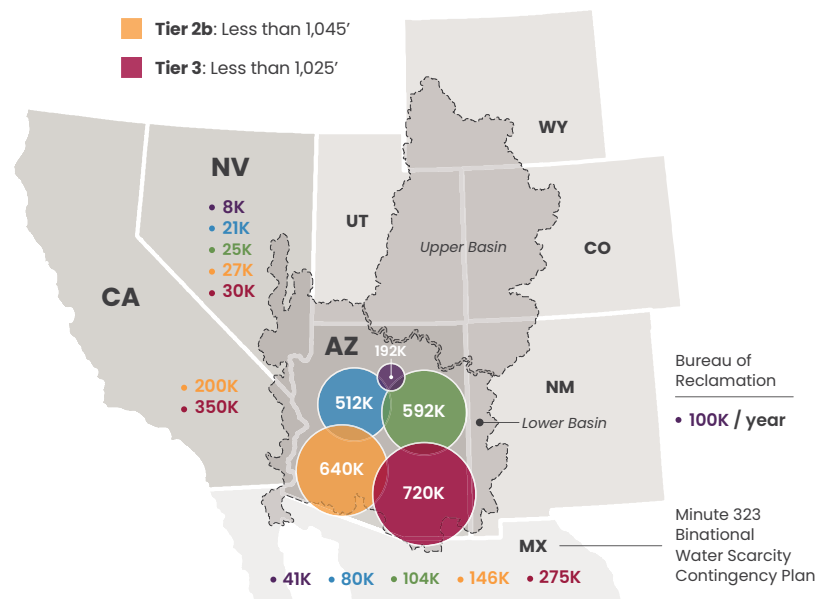 Tier 2b: Less than 1,045’
Tier 3: Less than 1,025’
WY
NV
8K
21K
25K
27K
30K
UT
Upper Basin
CO
CA
AZ
192K
512K
592K
640K
720K
200K
350K
NM
Lower Basin
Bureau of
Reclamation
• 100K / year
MX
Minute 323
Binational
Water Scarcity
Contingency Plan
• 41K • 80K • 104K • 146K • 275K